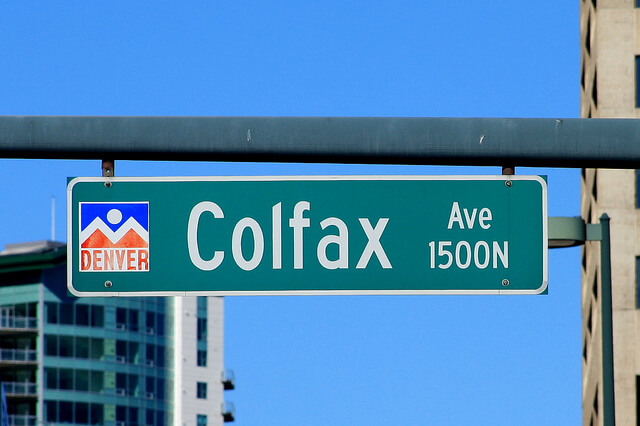 DENVER
Colfax
Ave
1500N